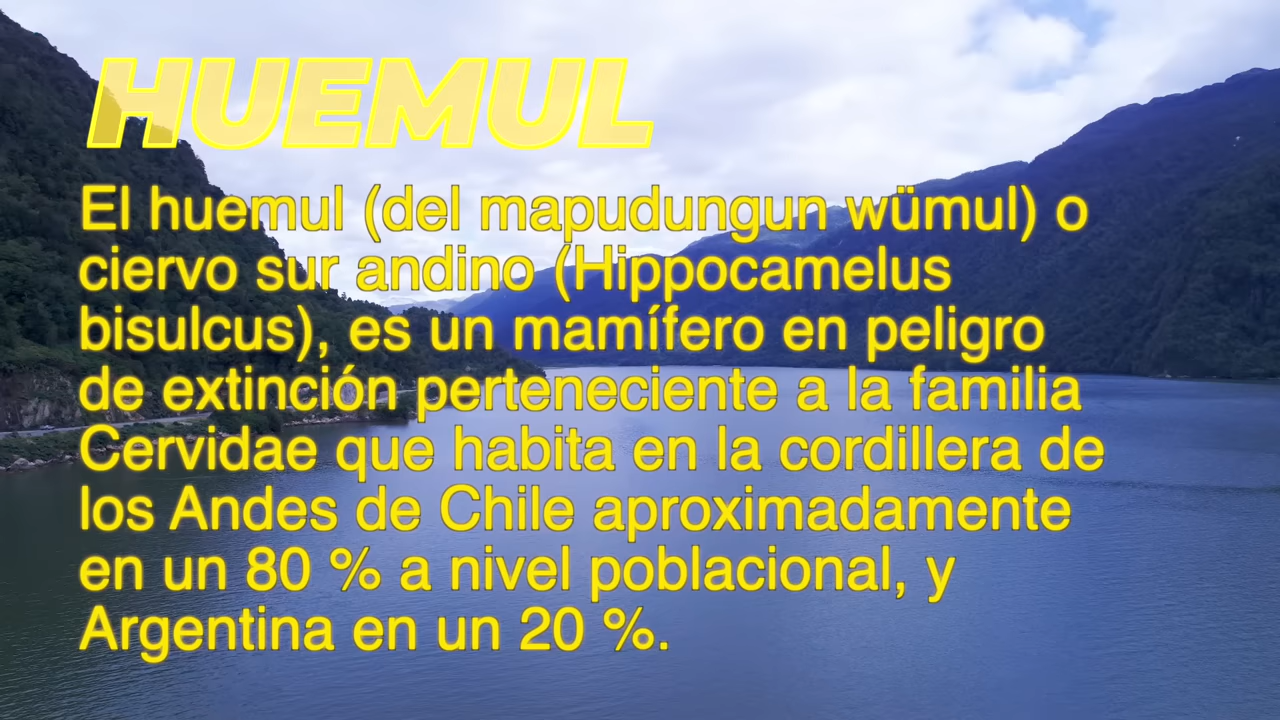 HUEMUL
El huemul (del mapudungun wümul) o
ciervo sur andino (Hippocamelus
bisulcus), es un mamífero en peligro
de extinción perteneciente a la familia
Cervidae que habita en la cordillera de
los Andes de Chile aproximadamente
en un 80 % a nivel poblacional, y
Argentina en un 20 %.